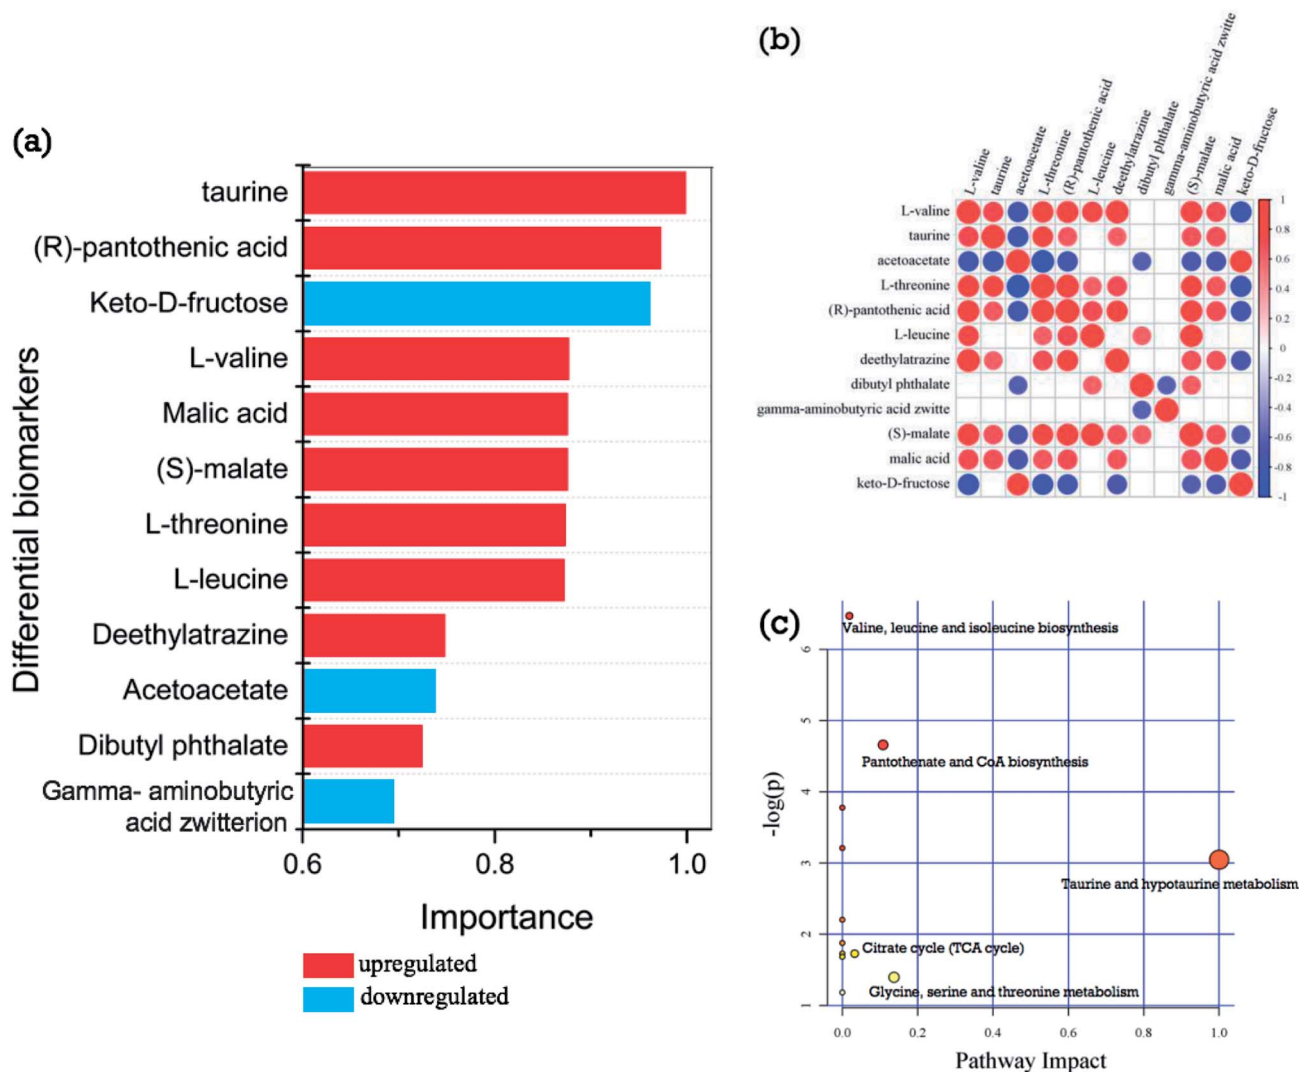 (a)
taurine
(R)-pantothenic acid
Keto-D-fructose
L-valine
Malic acid
(S)-malate
L-threonine
L-leucine
Deethylatrazine
Acetoacetate
Dibutyl phthalate
Gamma- aminobutyric
acid zwitterion
Differential biomarkers
0.6
0.8
1.0
Importance
upregulated
downregulated
(b)
L-valine
taurine
acetoacetate
L-threonine
(R)-pantothenic acid
L-leucine
deethylatrazine
dibutyl phthalate
gamma-aminobutyric acid zwitte
(S)-malate
malic acid
keto-D-fructose
L-valine
taurine
acetoacetate
L-threonine
(R)-pantothenic acid
L-leucine
deethylatrazine
dibutyl phthalate
gamma-aminobutyric acid zwitte
(S)-malate
malic acid
keto-D-fructose
1
0.8
0.6
0.4
0.2
0
-0.2
-0.4
-0.6
-0.8
-1
(c)
Valine, leucine and isoleucine biosynthesis
Pantothenate and CoA biosynthesis
Taurine and hypotaurine metabolism
Citrate cycle (TCA cycle)
Glycine, serine and threonine metabolism
-log(p)
6
5
4
3
2
1
0.0
0.2
0.4
0.6
0.8
1.0
Pathway Impact